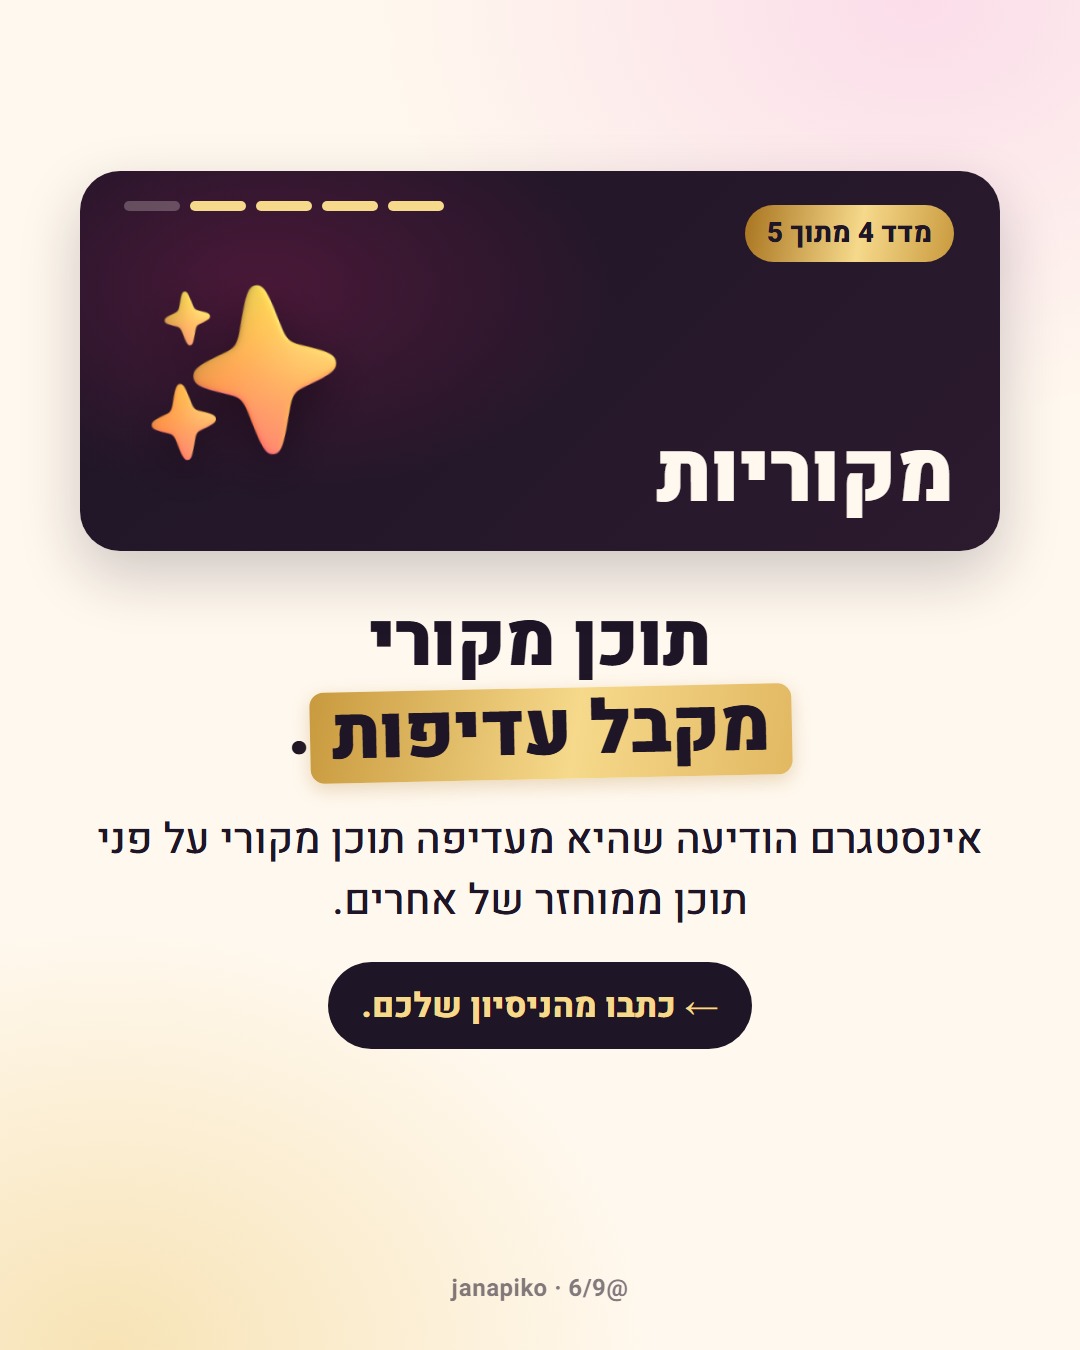 מדד 4 מתוך 5
מקוריות
תוכן מקורי
מקבל עדיפות.
אינסטגרם הודיעה שהיא מעדיפה תוכן מקורי על פני
תוכן ממוחזר של אחרים.
← כתבו מהניסיון שלכם.
janapiko · 6/9@